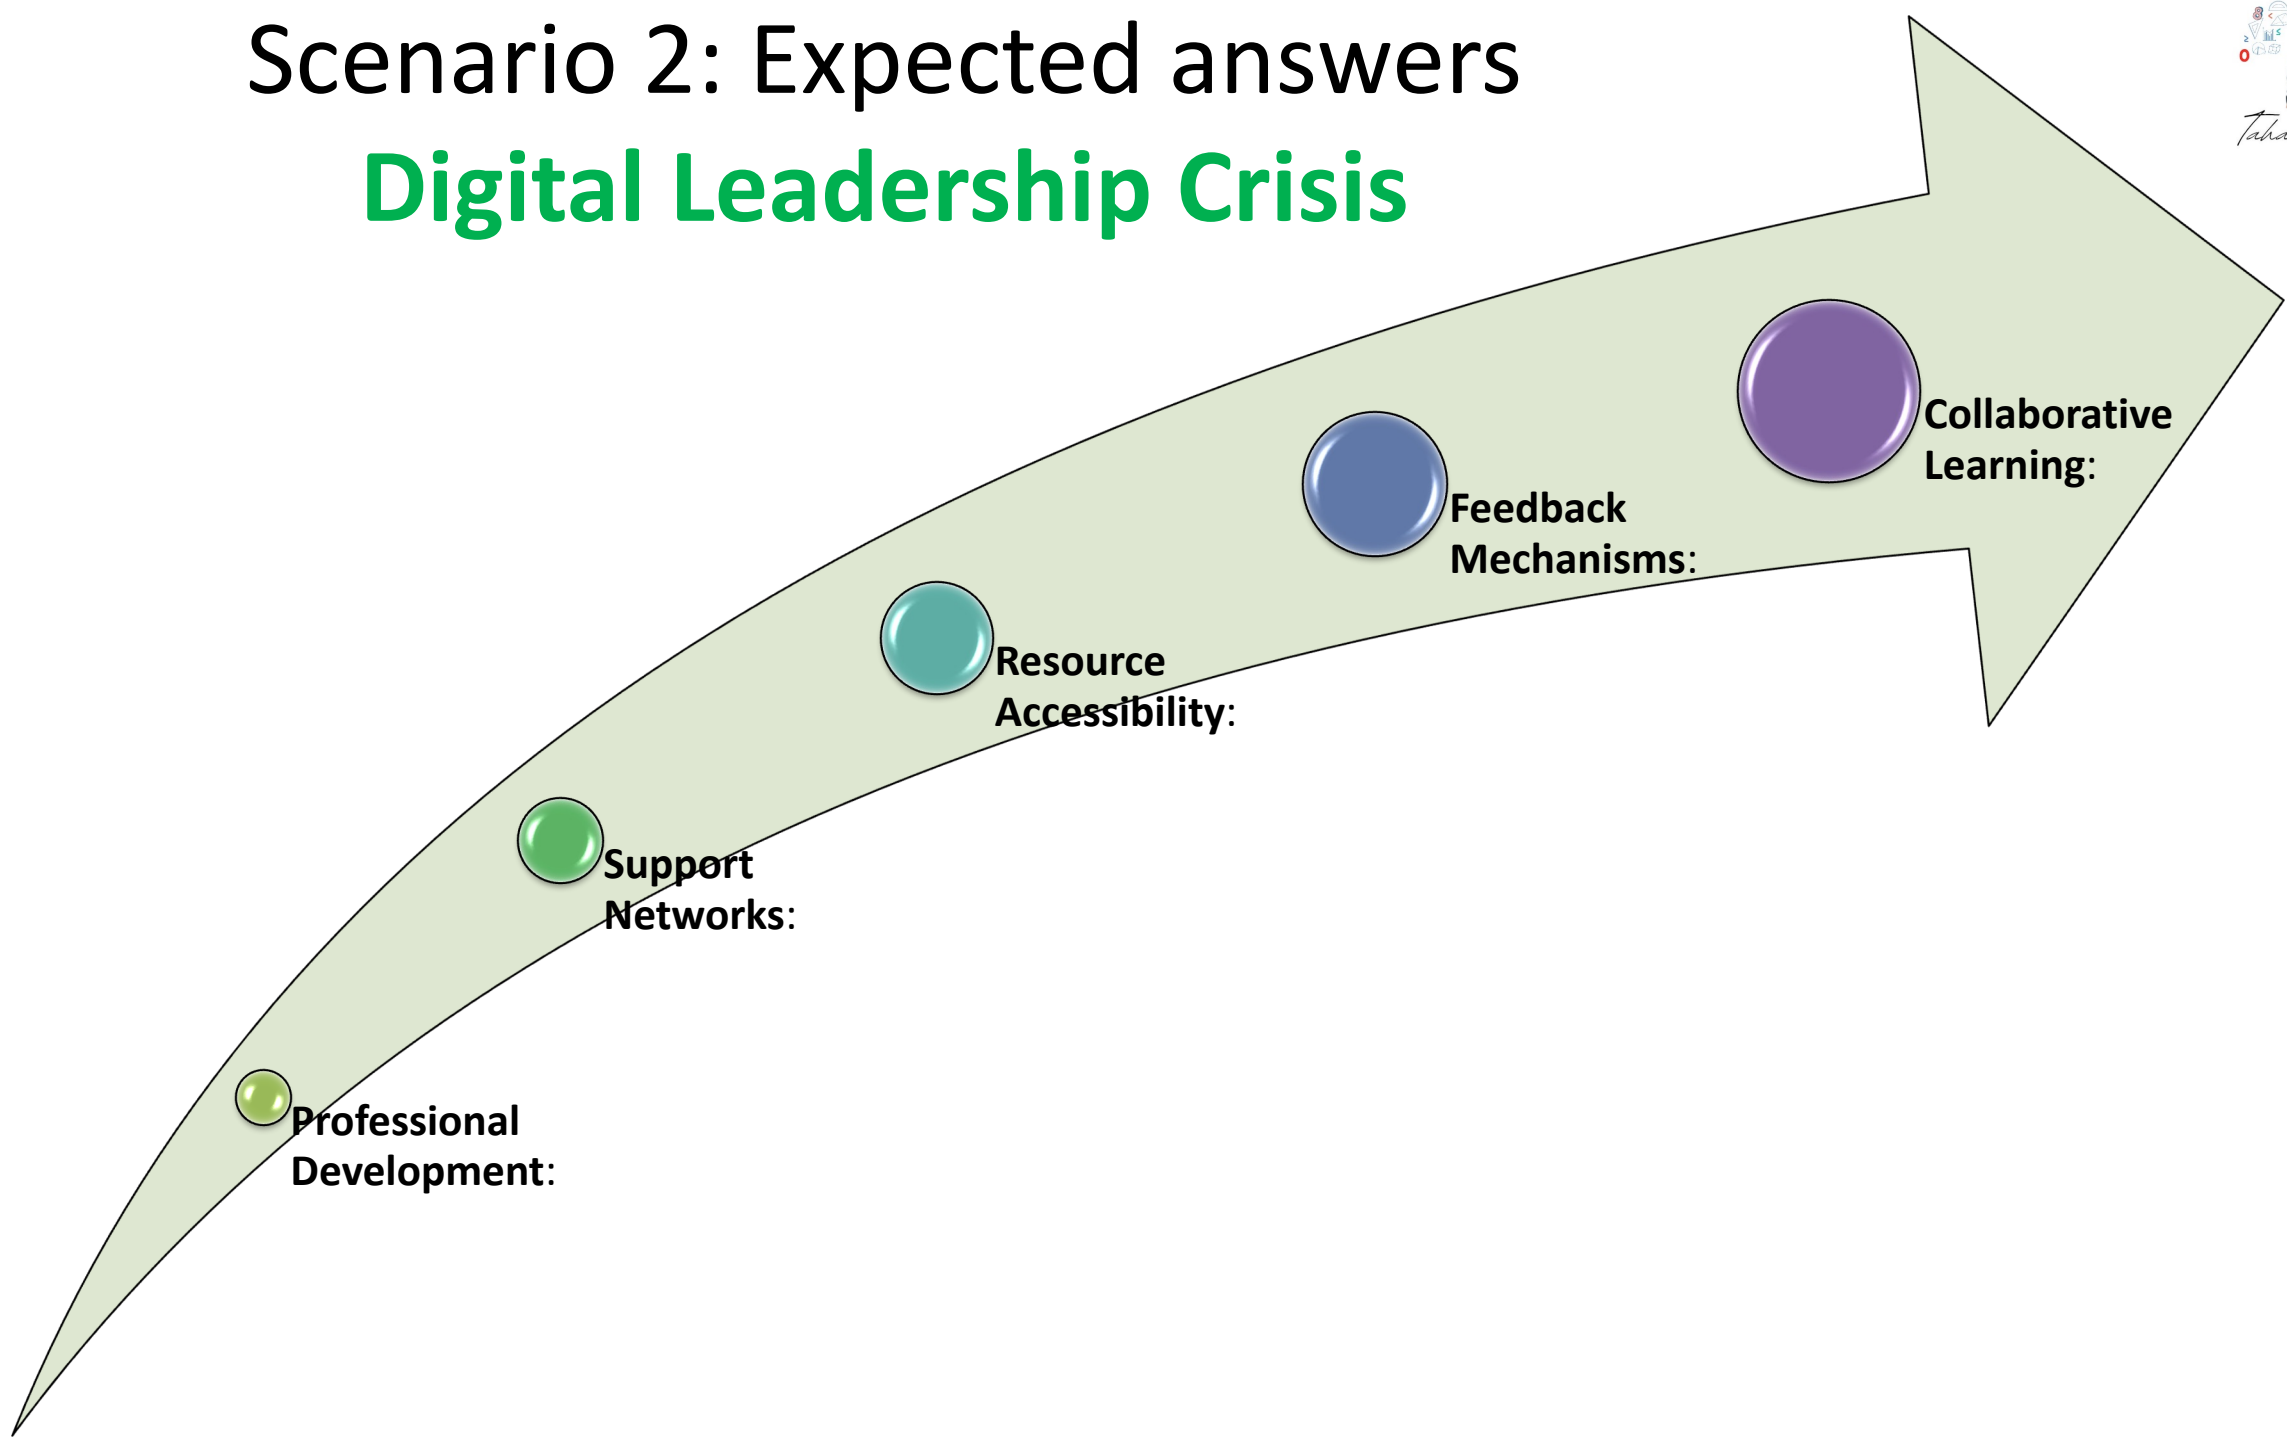 Scenario 2: Expected answers
Digital Leadership Crisis
Collaborative
Learning:
Feedback
Mechanisms:
Resource
Accessibility:
Support
Networks:
Professional
Development: